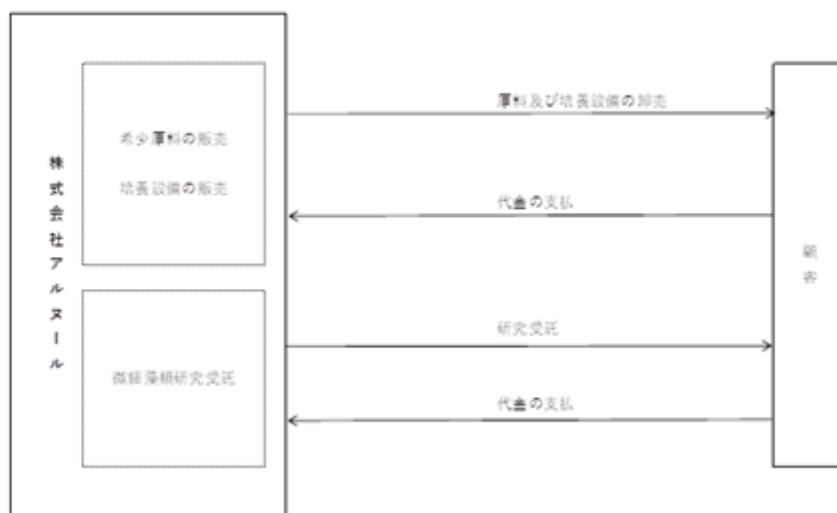 株式会社アルヌール
希少原料の販売
培養設備の販売
微細藻類研究受託
原料及び培養設備の卸売
代金の支払
研究受託
代金の支払
顧客